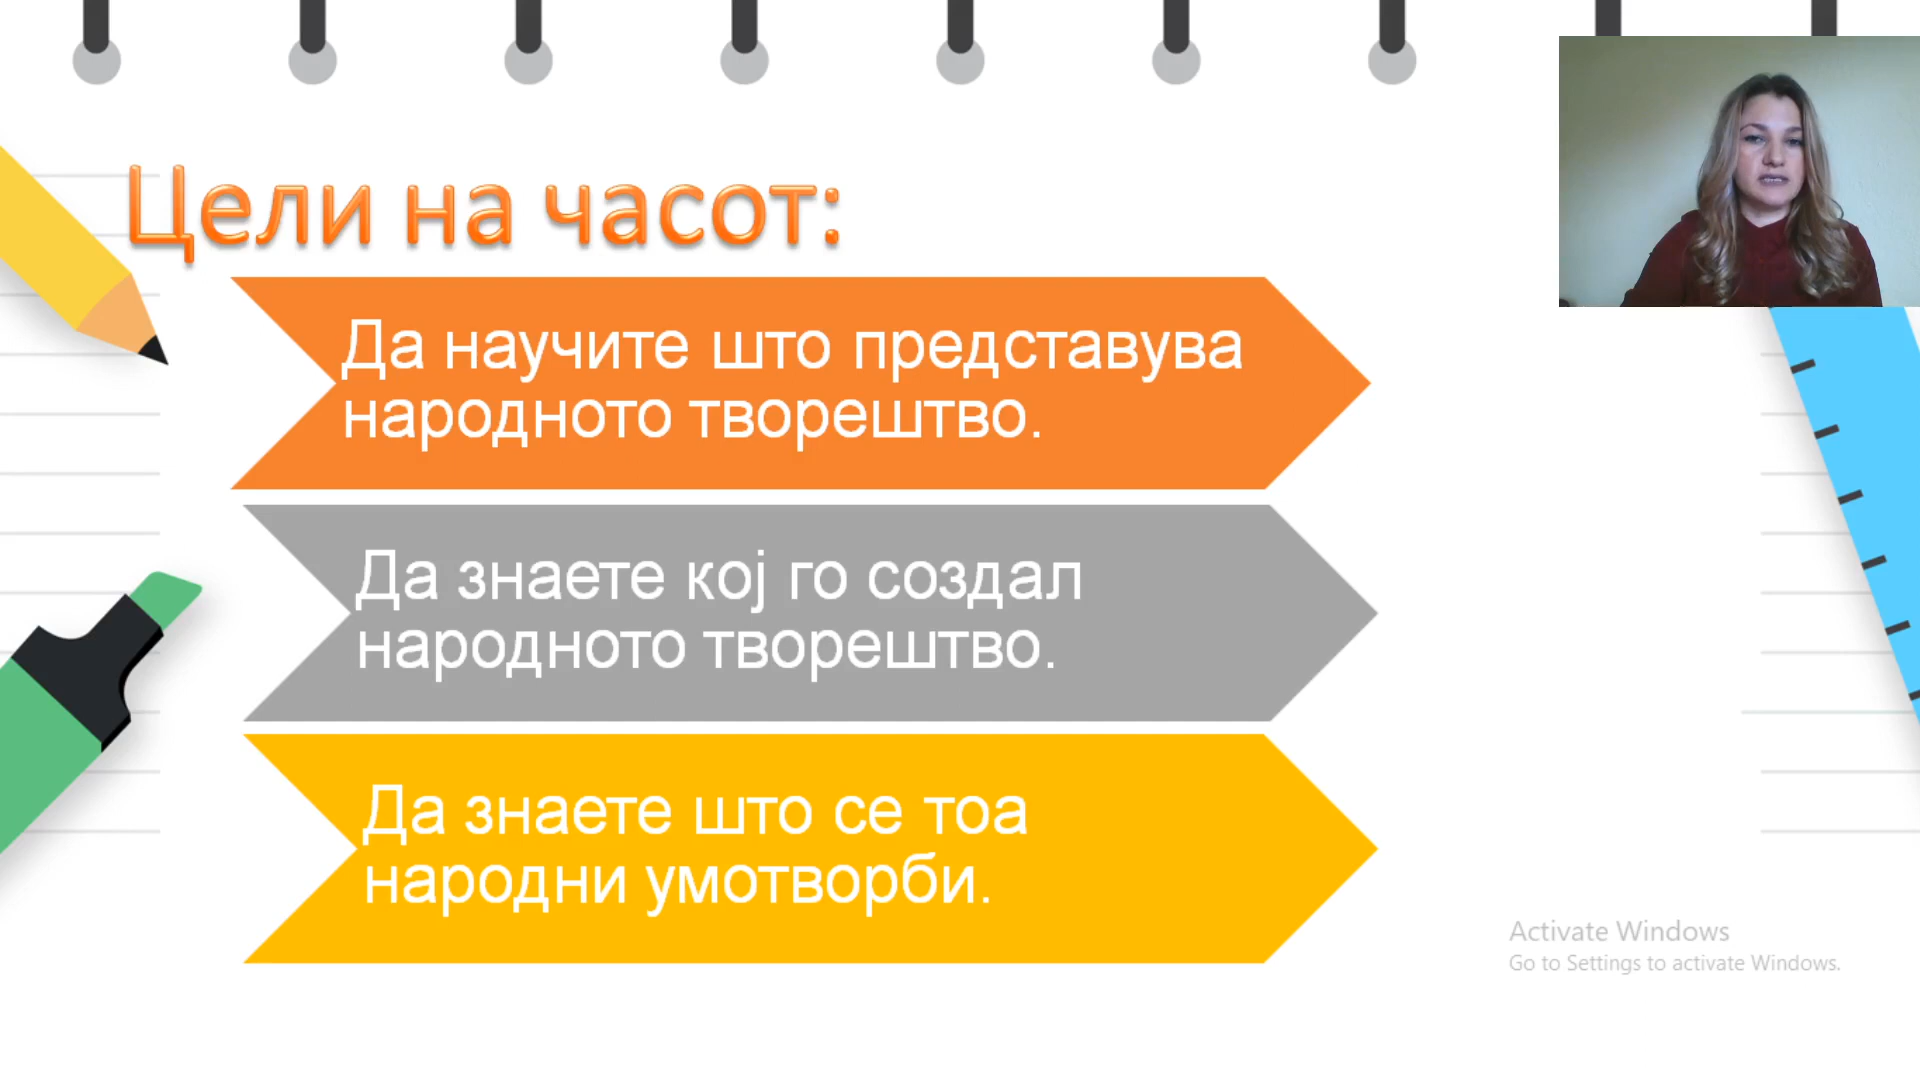 Цели на часот:
Да научите што представува
народното творештво.
Да знаете кој го создал
народното творештво.
Да знаете што се тоа
народни умотворби.
Activate Windows
Go to Settings to activate Windows.